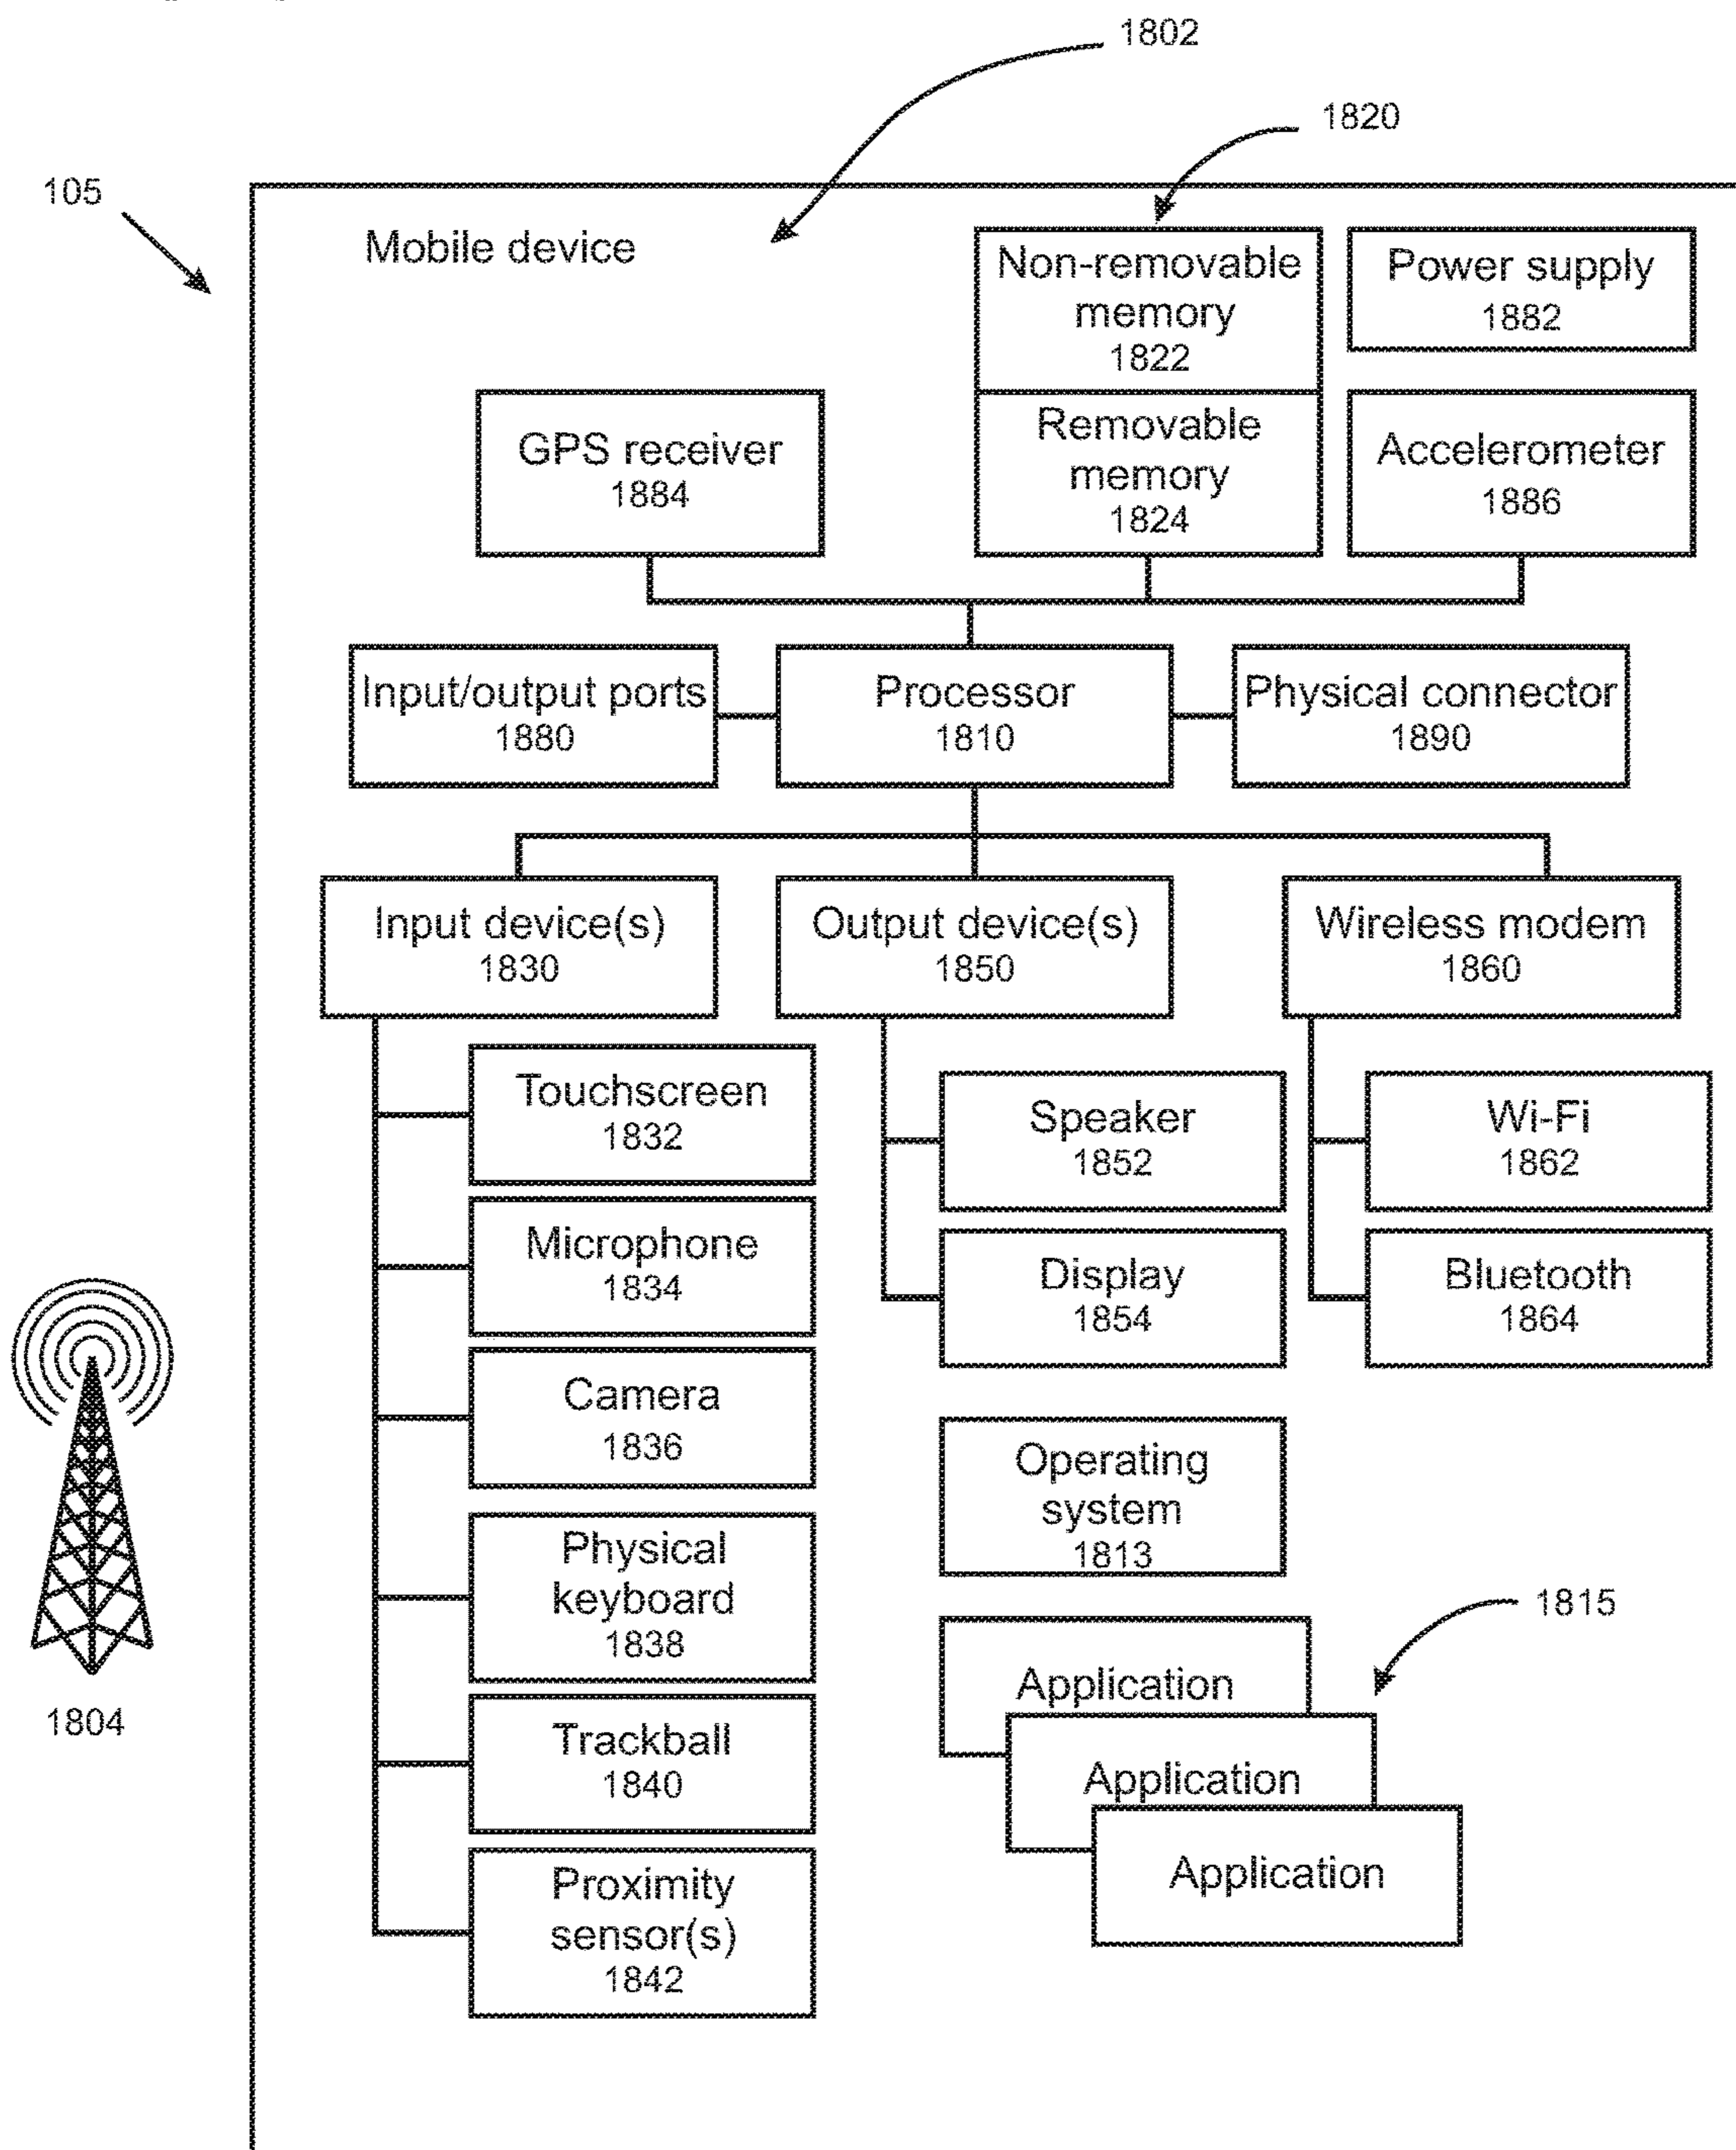 1802
1820
105
Mobile device
Non-removable
memory
1822
Power supply
1882
GPS receiver
1884
Removable
memory
1824
Accelerometer
1886
Input/output ports
1880
Processor
1810
Physical connector
1890
Input device(s)
1830
Output device(s)
1850
Wireless modem
1860
Touchscreen
1832
Speaker
1852
Wi-Fi
1862
Microphone
1834
Display
1854
Bluetooth
1864
Camera
1836
Operating
system
1813
Physical
keyboard
1838
1815
1804
Trackball
1840
Application
Application
Application
Proximity
sensor(s)
1842